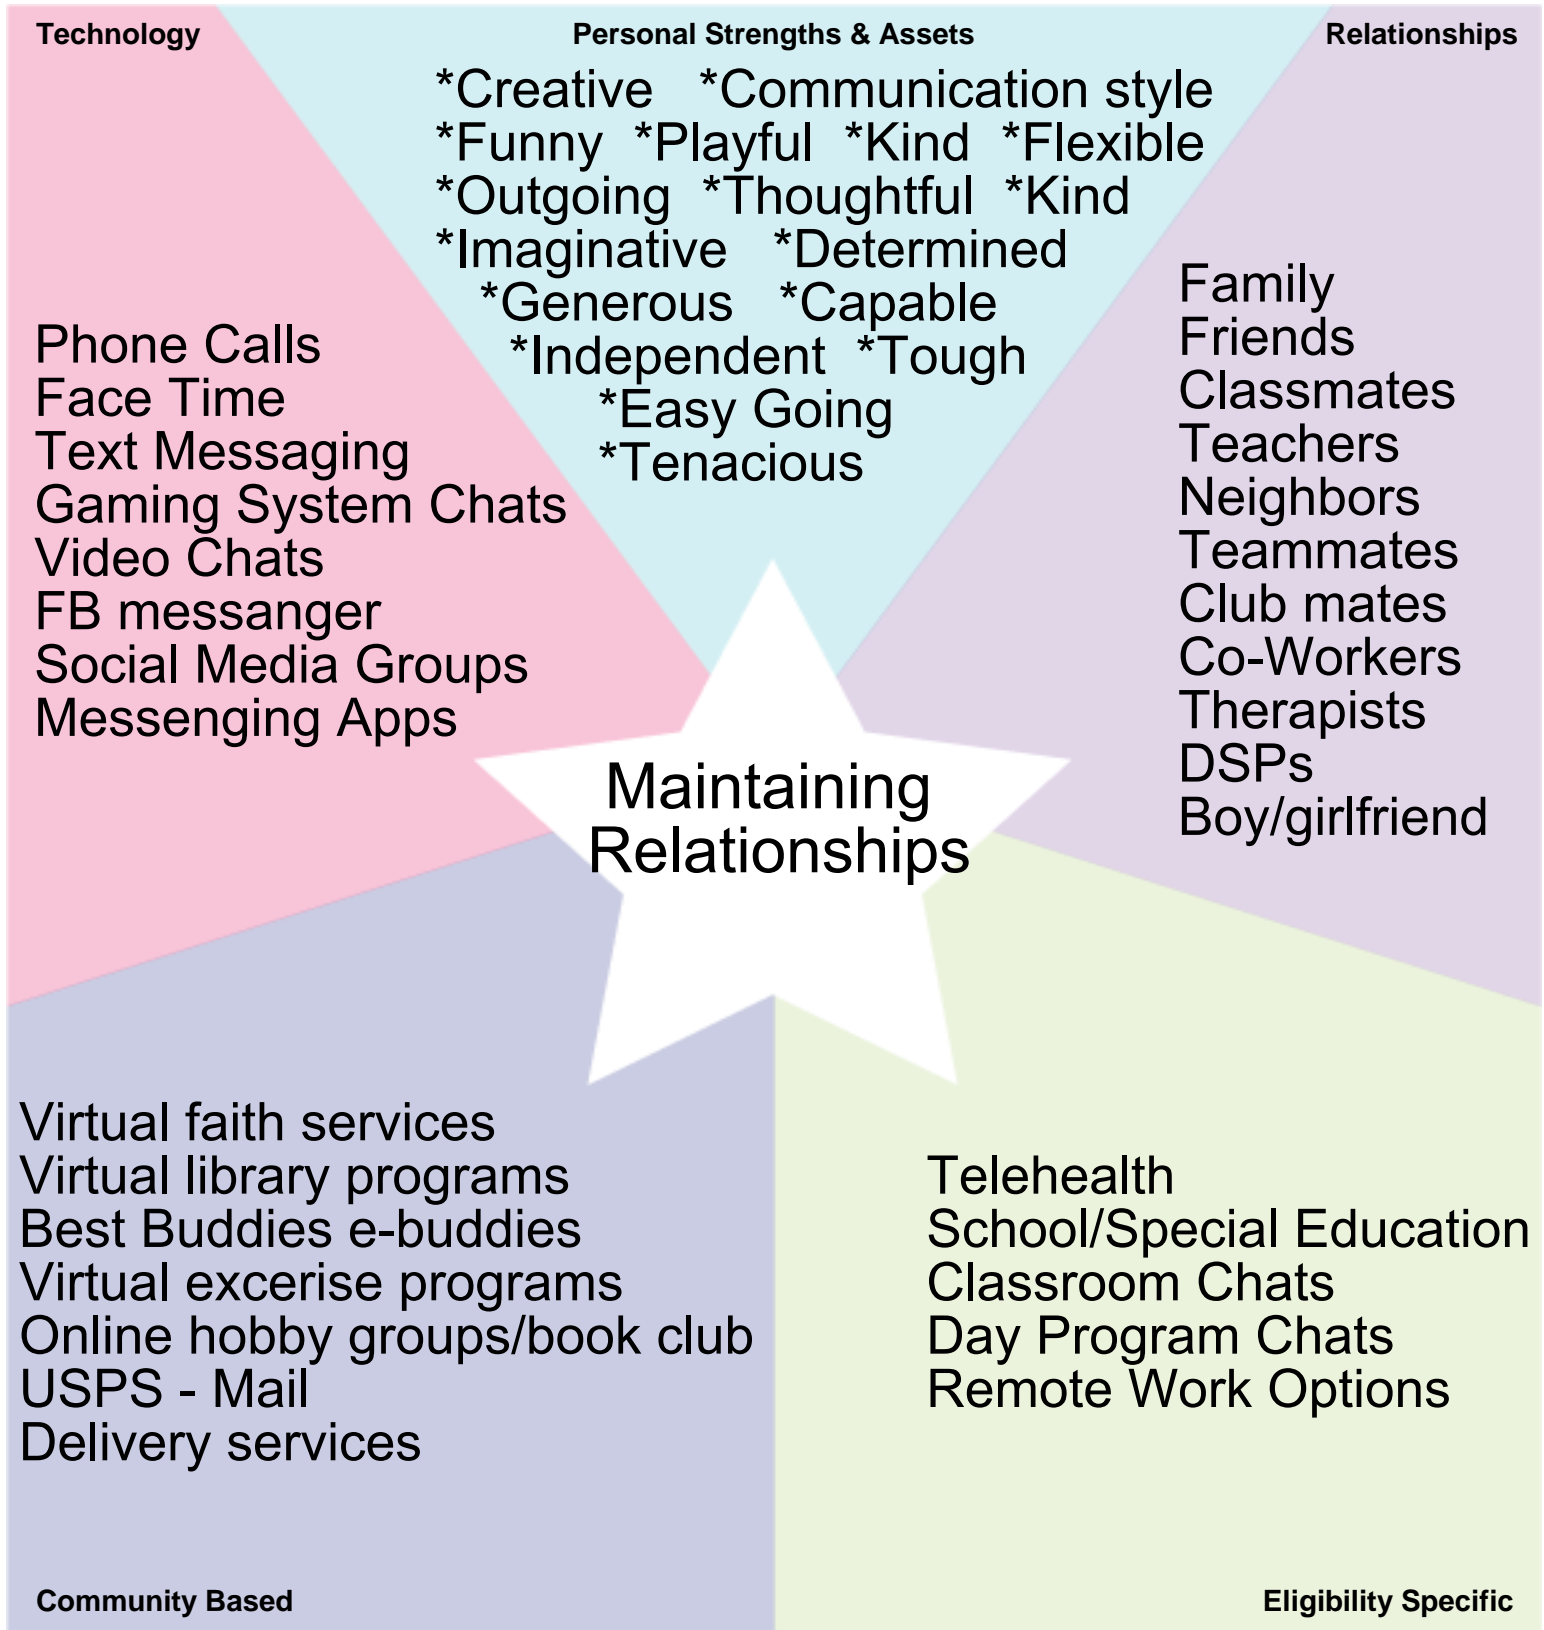 Technology
Phone Calls
Face Time
Text Messaging
Gaming System Chats
Video Chats
FB messanger
Social Media Groups
Messenging Apps
Personal Strengths & Assets
*Creative *Communication style
*Funny *Playful *Kind *Flexible
*Outgoing *Thoughtful *Kind
*Imaginative *Determined
*Generous *Capable
*Independent *Tough
*Easy Going
*Tenacious
Relationships
Family
Friends
Classmates
Teachers
Neighbors
Teammates
Club mates
Co-Workers
Therapists
DSPs
Boy/girlfriend
Maintaining
Relationships
Virtual faith services
Virtual library programs
Best Buddies e-buddies
Virtual excerise programs
Online hobby groups/book club
USPS - Mail
Delivery services
Community Based
Telehealth
School/Special Education
Classroom Chats
Day Program Chats
Remote Work Options
Eligibility Specific